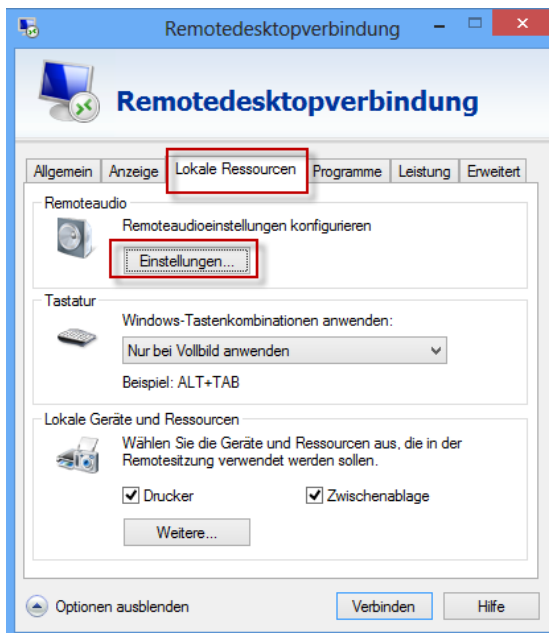 Remotedesktopverbindung
Remotedesktopverbindung
Allgemein Anzeige Lokale Ressourcen Programme Leistung Erweitert
Remoteaudio
Remoteaudioeinstellungen konfigurieren
Einstellungen...
Tastatur
Windows-Tastenkombinationen anwenden:
Nur bei Vollbild anwenden
Beispiel: ALT+TAB
Lokale Geräte und Ressourcen
Wählen Sie die Geräte und Ressourcen aus, die in der
Remotesitzung verwendet werden sollen.
Drucker Zwischenablage
Weitere...
Optionen ausblenden Verbinden Hilfe